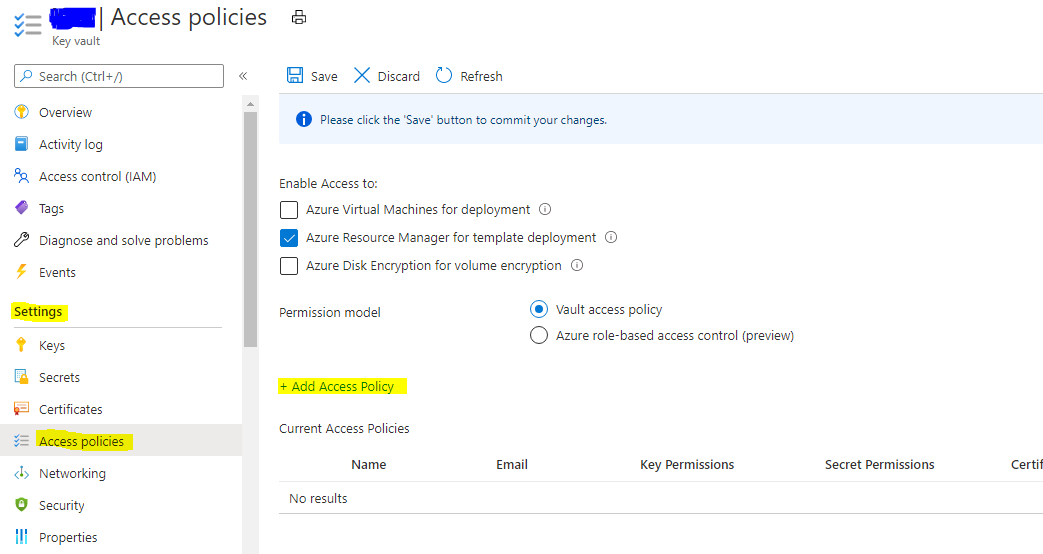 | Access policies
Key vault
Search (Ctrl+/)
«
Save
Discard
Refresh
Overview
Activity log
Access control (IAM)
Tags
Diagnose and solve problems
Events
Settings
Keys
Secrets
Certificates
Access policies
Networking
Security
Properties
Please click the 'Save' button to commit your changes.
Enable Access to:
Azure Virtual Machines for deployment
Azure Resource Manager for template deployment
Azure Disk Encryption for volume encryption
Permission model
Vault access policy
Azure role-based access control (preview)
+ Add Access Policy
Current Access Policies
Name Email Key Permissions Secret Permissions Certif
No results